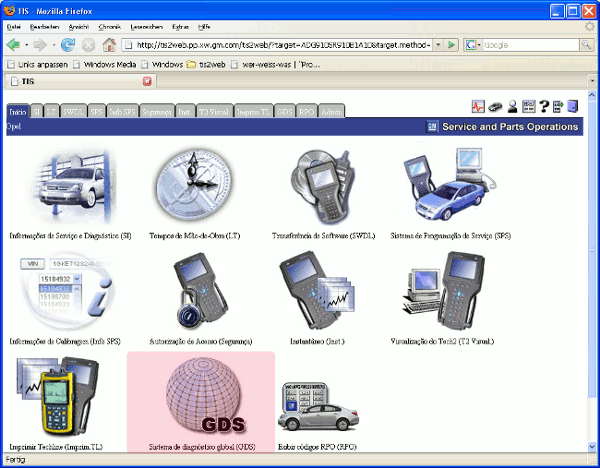 TIS - Mozilla Firefox
Datei Bearbeiten Ansicht Chronik Lesezeichen Extras Hilfe
http://tis2web.pp.xw.gm.com/tis2web/?target=ADG91DSR91DB1A1D&target.method= Google
Links anpassen Windows Media Windows tis2web wer-weiss-was | "Pro...
TIS
Início SI LT SWDL SPS Info SPS Segurança Inst. T2 Visual Imprim.TL GDS RPO Admin
Opel GM Service and Parts Operations
VIN
15184932
15184932
15198700
GDS
Informações de Serviço e Diagnóstico (SI) Tempos de Mão-de-Obra (LT) Transferência de Software (SWDL) Sistema de Programação de Serviço (SPS)
Informações de Calibragem (Info SPS) Autorização de Acesso (Segurança) Instantâneo (Inst.) Visualização do Tech2 (T2 Visual.)
Imprimir Techline (Imprim.TL) Sistema de diagnóstico global (GDS) Exibir códigos RPO (RPO)
Fertig